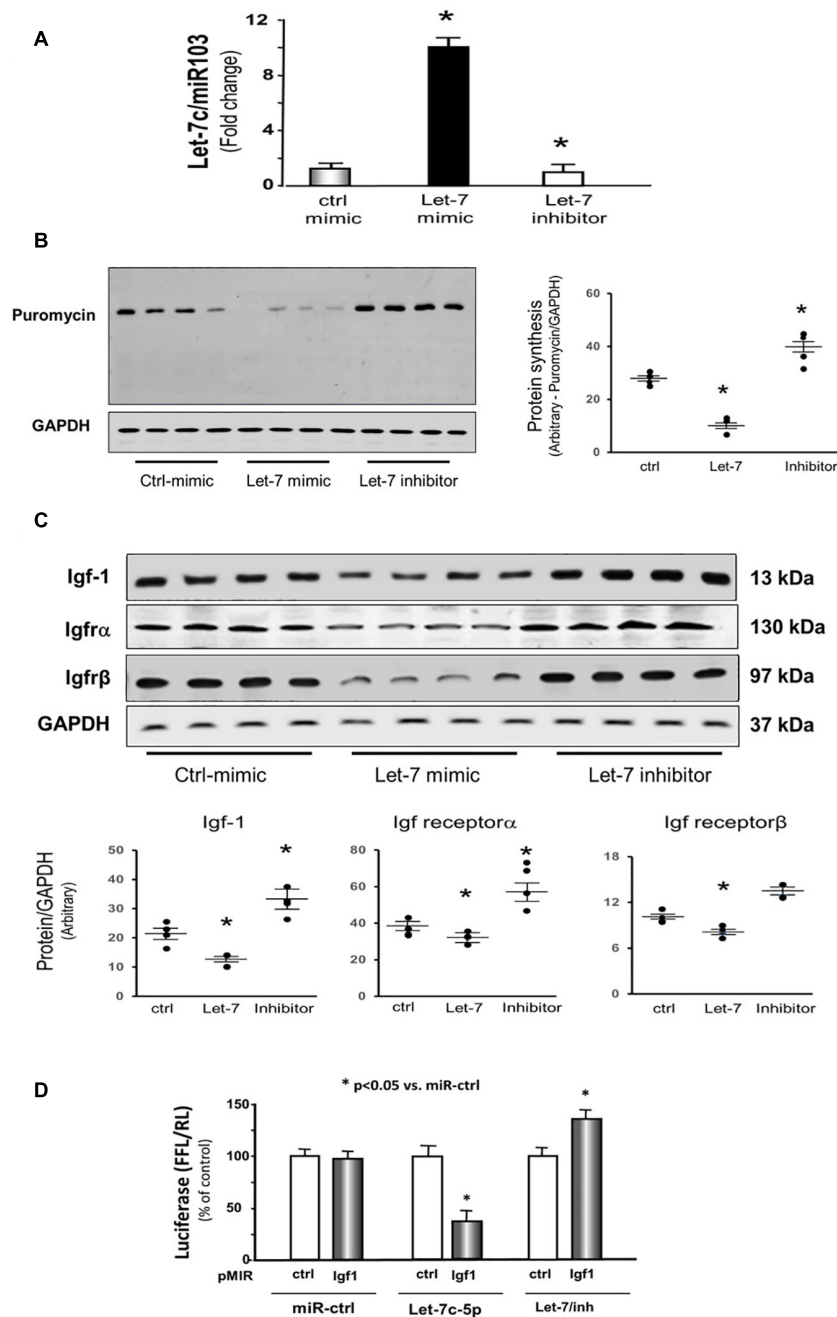 A
Let-7c/miR103
(Fold change)
12
8
4
0
*
*
ctrl
mimic
Let-7
mimic
Let-7
inhibitor
B
Puromycin
GAPDH
Ctrl-mimic
Let-7 mimic
Let-7 inhibitor
Protein synthesis
(Arbitrary - Puromycin/GAPDH)
60
40
20
0
*
*
ctrl
Let-7
Inhibitor
C
Igf-1
13 kDa
Igfrα
130 kDa
Igfrβ
97 kDa
GAPDH
37 kDa
Ctrl-mimic
Let-7 mimic
Let-7 inhibitor
Protein/GAPDH
(Arbitrary)
Igf-1
50
40
30
20
10
0
*
*
ctrl
Let-7
Inhibitor
Igf receptorα
80
60
40
20
0
*
*
ctrl
Let-7
Inhibitor
Igf receptorβ
18
12
6
0
*
ctrl
Let-7
Inhibitor
D
* p<0.05 vs. miR-ctrl
Luciferase (FFL/RL)
(% of control)
150
100
50
0
*
*
pMIR
ctrl
Igf1
ctrl
Igf1
ctrl
Igf1
miR-ctrl
Let-7c-5p
Let-7/inh